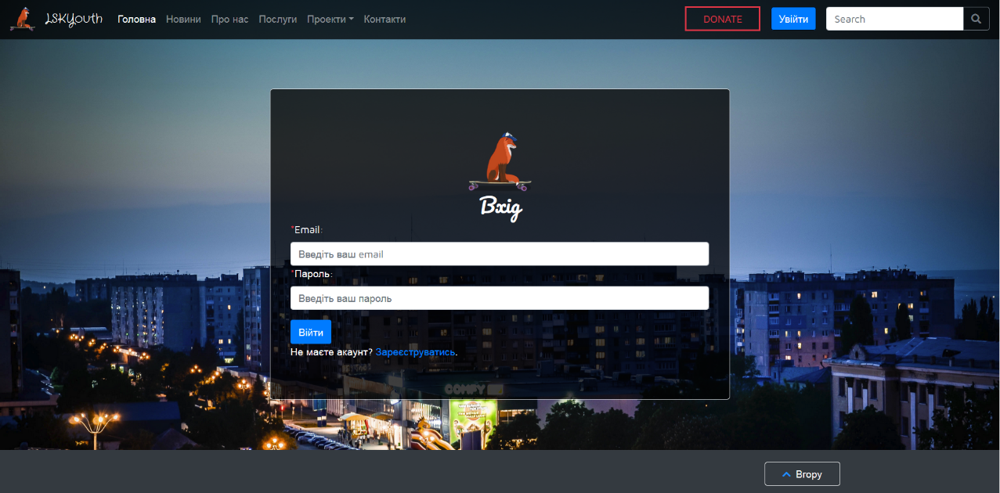 LSKYouth Головна Новини Про нас Послуги Проекти Контакти DONATE Увійти Search
Вхід
*Email:
Введіть ваш email
*Пароль:
Введіть ваш пароль
Війти
Не маєте акаунт? Зареєструватись.
COMFY
Вгору